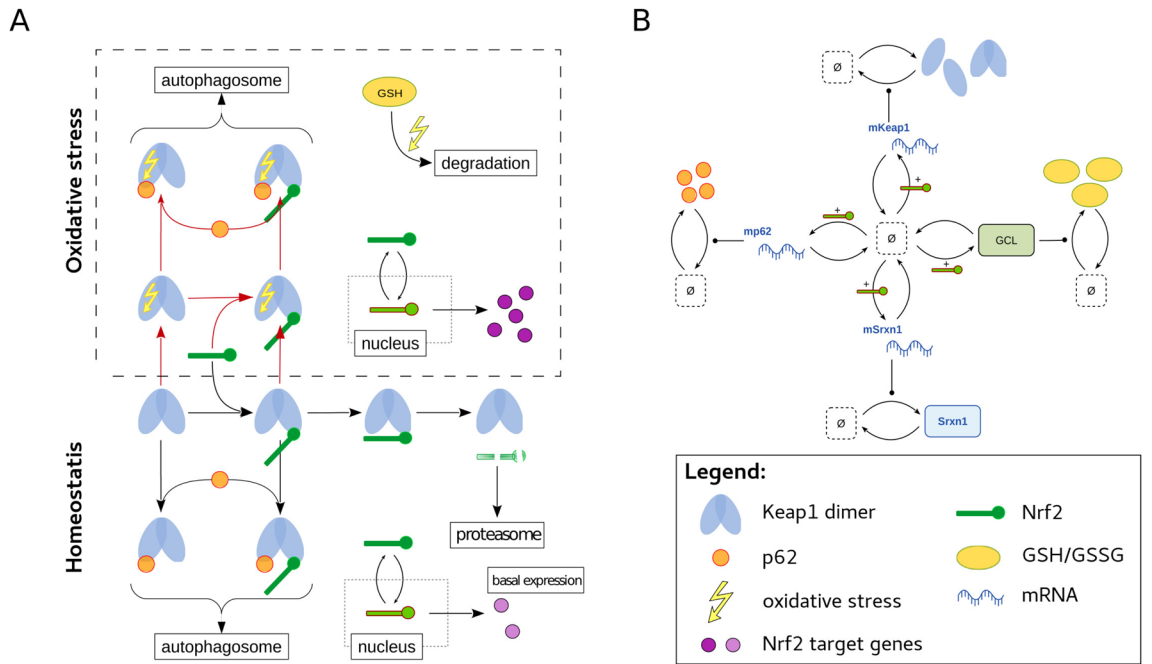 A
Oxidative stress
autophagosome
GSH
degradation
nucleus
Homeostatis
proteasome
basal expression
autophagosome
nucleus
B
Ø
mKeap1
+
+
mp62
Ø
GCL
+
Ø
Ø
+
mSrxn1
Ø
Srxn1
Legend:
Keap1 dimer
Nrf2
p62
GSH/GSSG
oxidative stress
mRNA
Nrf2 target genes